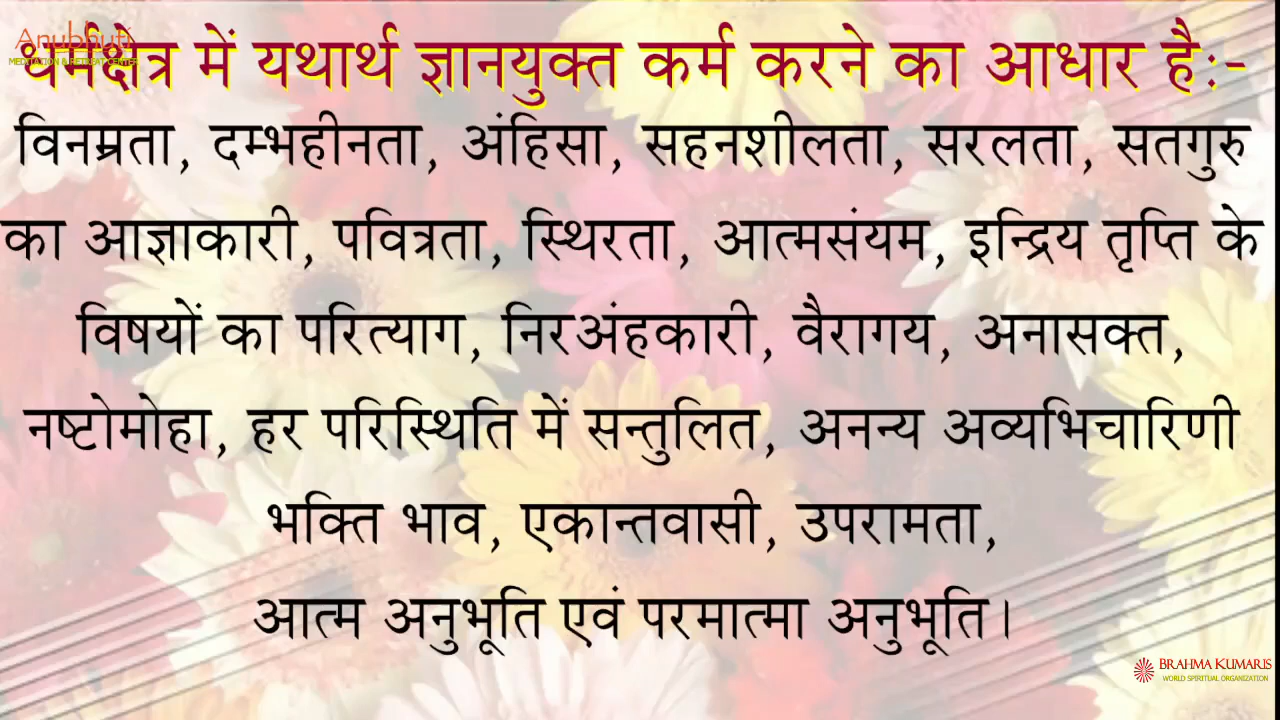 Anubhuti
MEDITATION & RETREAT CENTER
धर्मक्षेत्र में यथार्थ ज्ञानयुक्त कर्म करने का आधार है:-
विनम्रता, दम्भहीनता, अंहिसा, सहनशीलता, सरलता, सतगुरु
का आज्ञाकारी, पवित्रता, स्थिरता, आत्मसंयम, इन्द्रिय तृप्ति के
विषयों का परित्याग, निरअंहकारी, वैरागय, अनासक्त,
नष्टोमोहा, हर परिस्थिति में सन्तुलित, अनन्य अव्यभिचारिणी
भक्ति भाव, एकान्तवासी, उपरामता,
आत्म अनुभूति एवं परमात्मा अनुभूति।
BRAHMA KUMARIS
WORLD SPIRITUAL ORGANIZATION